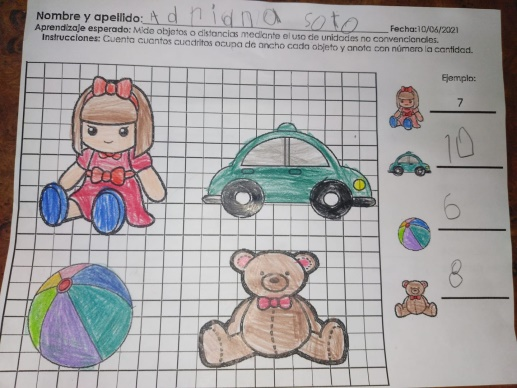 Nombre y apellido: Adriana soto
Fecha:10/06/2021
Aprendizaje esperado: Mide objetos o distancias mediante el uso de unidades no convencionales.
Instrucciones: Cuenta cuantos cuadritos ocupa de ancho cada objeto y anota con número la cantidad.
Ejemplo:
7
10
6
8